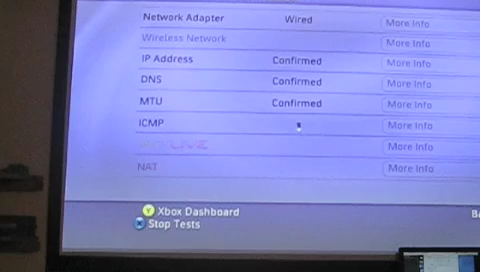 Network Adapter Wired More Info
Wireless Network More Info
IP Address Confirmed More Info
DNS Confirmed More Info
MTU Confirmed More Info
ICMP More Info
LIVE More Info
NAT More Info
Y Xbox Dashboard
X Stop Tests